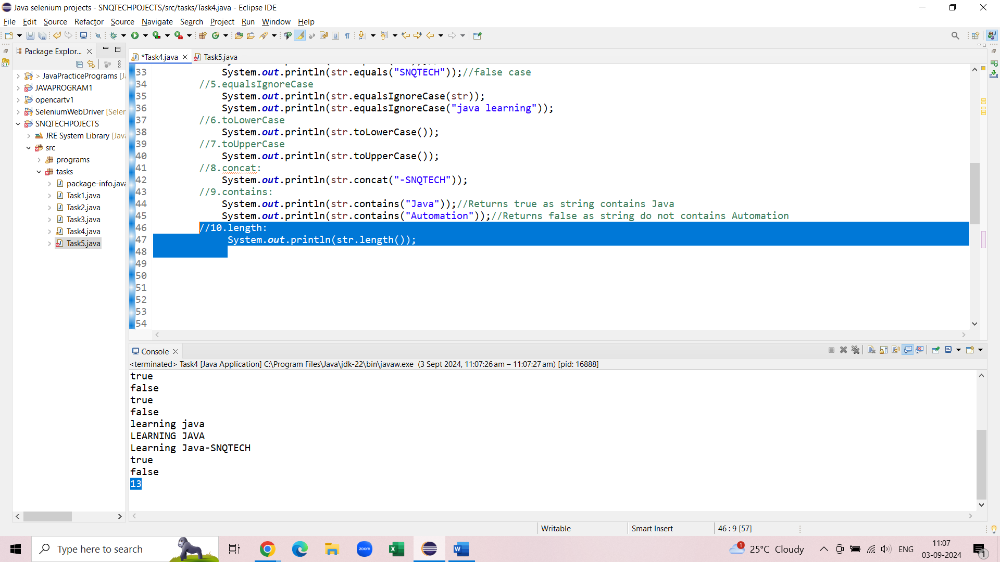 Java selenium projects - SNQTECHPOJECTS/src/tasks/Task4.java - Eclipse IDE
File Edit Source Refactor Source Navigate Search Project Run Window Help
Package Explor...
> JavaPracticePrograms [Ja
JAVAPROGRAM1
opencartv1
SeleniumWebDriver [Seler
SNQTECHPOJECTS
JRE System Library [Java
src
programs
tasks
package-info.java
Task1.java
Task2.java
Task3.java
Task4.java
Task5.java
*Task4.java
Task5.java
33 System.out.println(str.equals("SNQTECH"));//false case
34 //5.equalsIgnoreCase
35 System.out.println(str.equalsIgnoreCase(str));
36 System.out.println(str.equalsIgnoreCase("java learning"));
37 //6.toLowerCase
38 System.out.println(str.toLowerCase());
39 //7.toUpperCase
40 System.out.println(str.toUpperCase());
41 //8.concat:
42 System.out.println(str.concat("-SNQTECH"));
43 //9.contains:
44 System.out.println(str.contains("Java"));//Returns true as string contains Java
45 System.out.println(str.contains("Automation"));//Returns false as string do not contains Automation
46 //10.length:
47 System.out.println(str.length());
48
49
50
51
52
53
54
Console
<terminated> Task4 [Java Application] C:\Program Files\Java\jdk-22\bin\javaw.exe (3 Sept 2024, 11:07:26 am – 11:07:27 am) [pid: 16888]
true
false
true
false
learning java
LEARNING JAVA
Learning Java-SNQTECH
true
false
13
Writable
Smart Insert
46 : 9 [57]
Type here to search
zoom
1
25°C Cloudy
ENG
11:07
03-09-2024
1